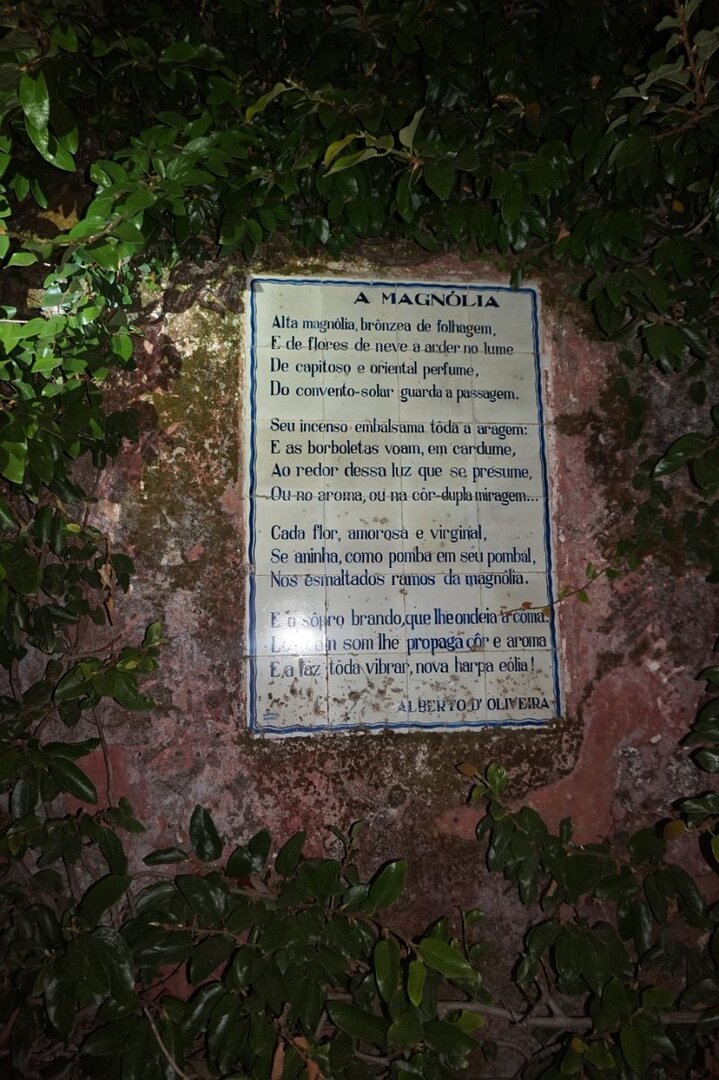 A MAGNÓLIA
Alta magnólia, brônzea de folhagem,
E de flores de neve a arder no lume
De capitoso e oriental perfume,
Do convento-solar guarda a passagem.
Seu incenso embalsama tôda a aragem:
E as borboletas voam, em cardume,
Ao redor dessa luz que se presume,
Ou no aroma, ou na côr-dupla miragem...
Cada flor, amorosa e virginal,
Se aninha, como pomba em seu pombal,
Nos esmaltados ramos da magnólia.
E o sôpro brando, que lhe ondeia a coma.
em som lhe propaga côr e aroma
E, a faz tôda vibrar, nova harpa eólia!
ALBERTO D' OLIVEIRA